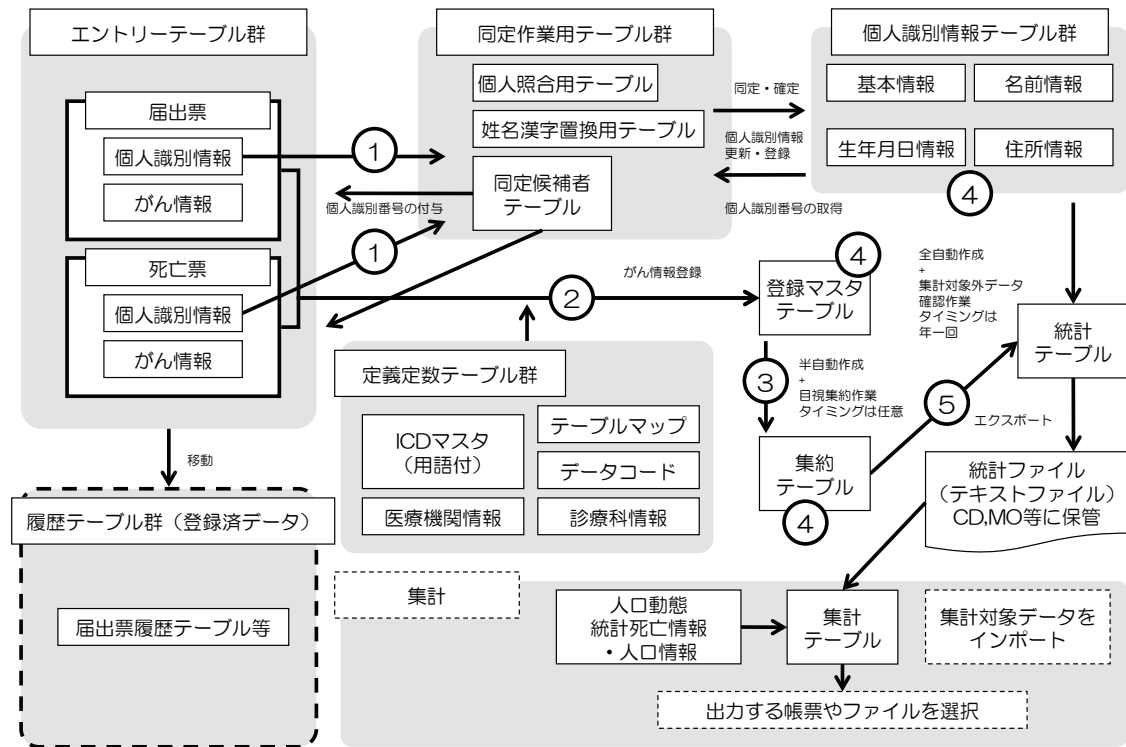 エントリーテーブル群
届出票
個人識別情報
がん情報
死亡票
個人識別情報
がん情報
移動
履歴テーブル群（登録済データ）
届出票履歴テーブル等
同定作業用テーブル群
個人照合用テーブル
姓名漢字置換用テーブル
同定候補者
テーブル
①
個人識別番号の付与
①
同定・確定
個人識別情報
更新・登録
個人識別番号の取得
個人識別情報テーブル群
基本情報
名前情報
生年月日情報
住所情報
④
②
がん情報登録
登録マスタ
テーブル
④
③
半自動作成
+
目視集約作業
タイミングは任意
集約
テーブル
④
全自動作成
+
集計対象外データ
確認作業
タイミングは
年一回
⑤
統計
テーブル
エクスポート
統計ファイル
（テキストファイル）
CD,MO等に保管
定義定数テーブル群
ICDマスタ
（用語付）
テーブルマップ
データコード
医療機関情報
診療科情報
集計
人口動態
統計死亡情報
・人口情報
集計
テーブル
集計対象データを
インポート
出力する帳票やファイルを選択